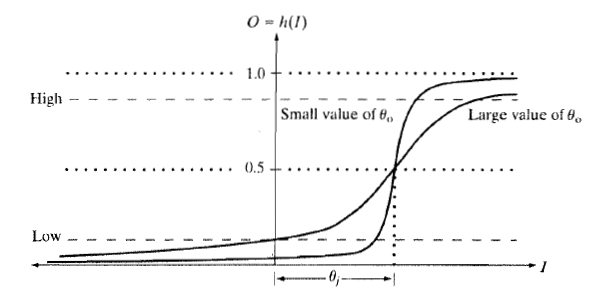 O = h(I)
1.0
High
Small value of θo
Large value of θo
0.5
Low
I
θj